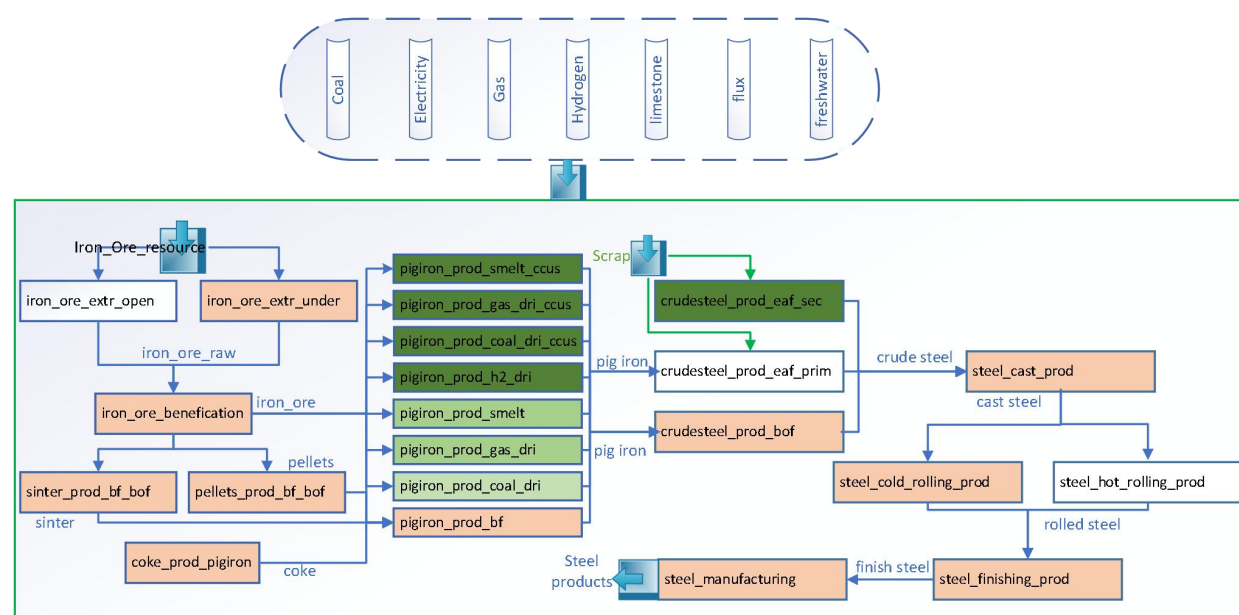 Coal
Electricity
Gas
Hydrogen
limestone
flux
freshwater
Iron_Ore_resource
iron_ore_extr_open
iron_ore_extr_under
iron_ore_raw
iron_ore_benefication
iron_ore
pellets
sinter_prod_bf_bof
pellets_prod_bf_bof
sinter
coke_prod_pigiron
coke
pigiron_prod_smelt_ccus
pigiron_prod_gas_dri_ccus
pigiron_prod_coal_dri_ccus
pigiron_prod_h2_dri
pigiron_prod_smelt
pigiron_prod_gas_dri
pigiron_prod_coal_dri
pigiron_prod_bf
Scrap
crudesteel_prod_eaf_sec
pig iron
crudesteel_prod_eaf_prim
crudesteel_prod_bof
pig iron
crude steel
steel_cast_prod
cast steel
steel_cold_rolling_prod
steel_hot_rolling_prod
rolled steel
steel_finishing_prod
finish steel
steel_manufacturing
Steel
products